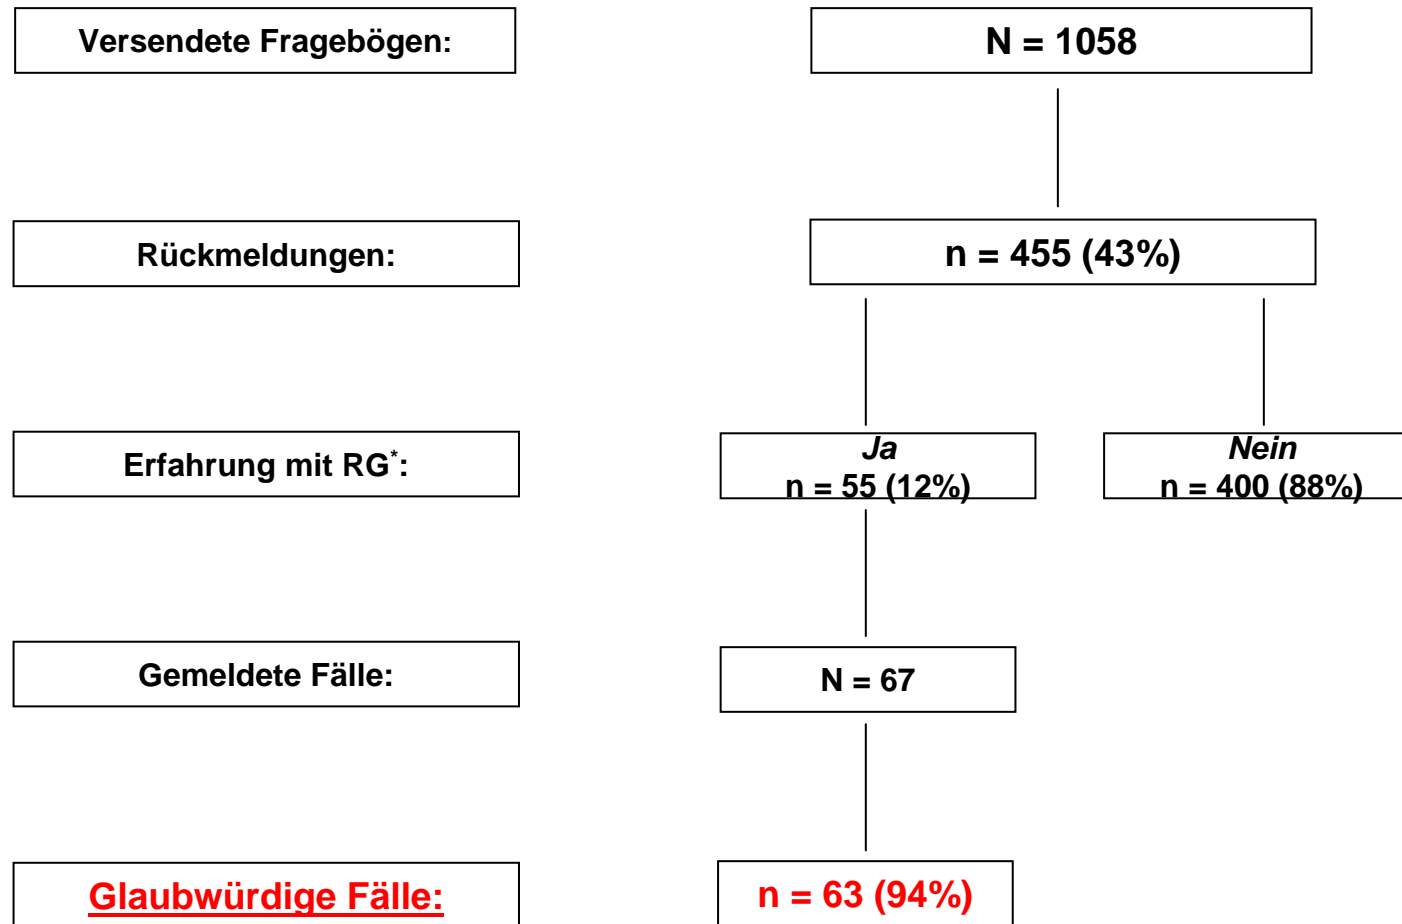 Versendete Fragebögen:
N = 1058
Rückmeldungen:
n = 455 (43%)
Erfahrung mit RG*:
Ja
n = 55 (12%)
Nein
n = 400 (88%)
Gemeldete Fälle:
N = 67
Glaubwürdige Fälle:
n = 63 (94%)